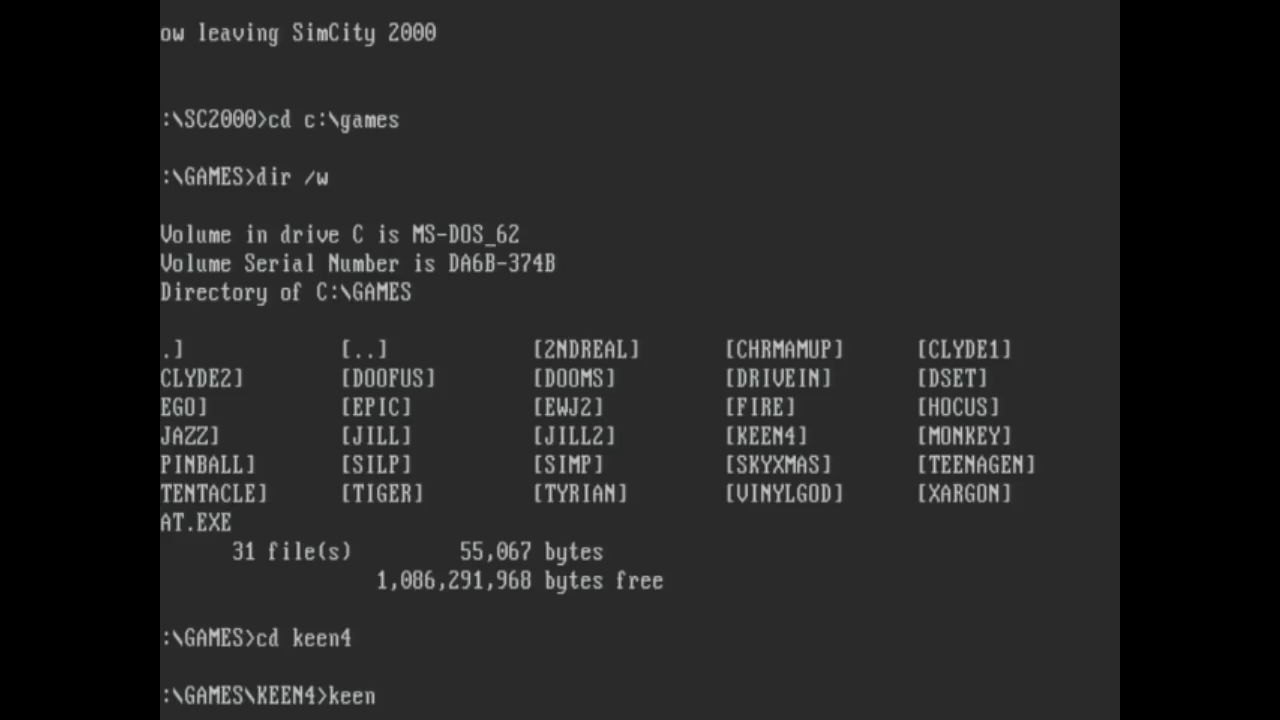 ow leaving SimCity 2000
:\SC2000>cd c:\games
:\GAMES>dir /w
Volume in drive C is MS-DOS_62
Volume Serial Number is DA6B-374B
Directory of C:\GAMES
.] [..] [2NDREAL] [CHRMAMUP] [CLYDE1]
CLYDE2] [DOOFUS] [DOOMS] [DRIVEIN] [DSET]
EGO] [EPIC] [EWJ2] [FIRE] [HOCUS]
JAZZ] [JILL] [JILL2] [KEEN4] [MONKEY]
PINBALL] [SILP] [SIMP] [SKYXMAS] [TEENAGEN]
TENTACLE] [TIGER] [TYRIAN] [VINYLGOD] [XARGON]
AT.EXE
31 file(s) 55,067 bytes
1,086,291,968 bytes free
:\GAMES>cd keen4
:\GAMES\KEEN4>keen